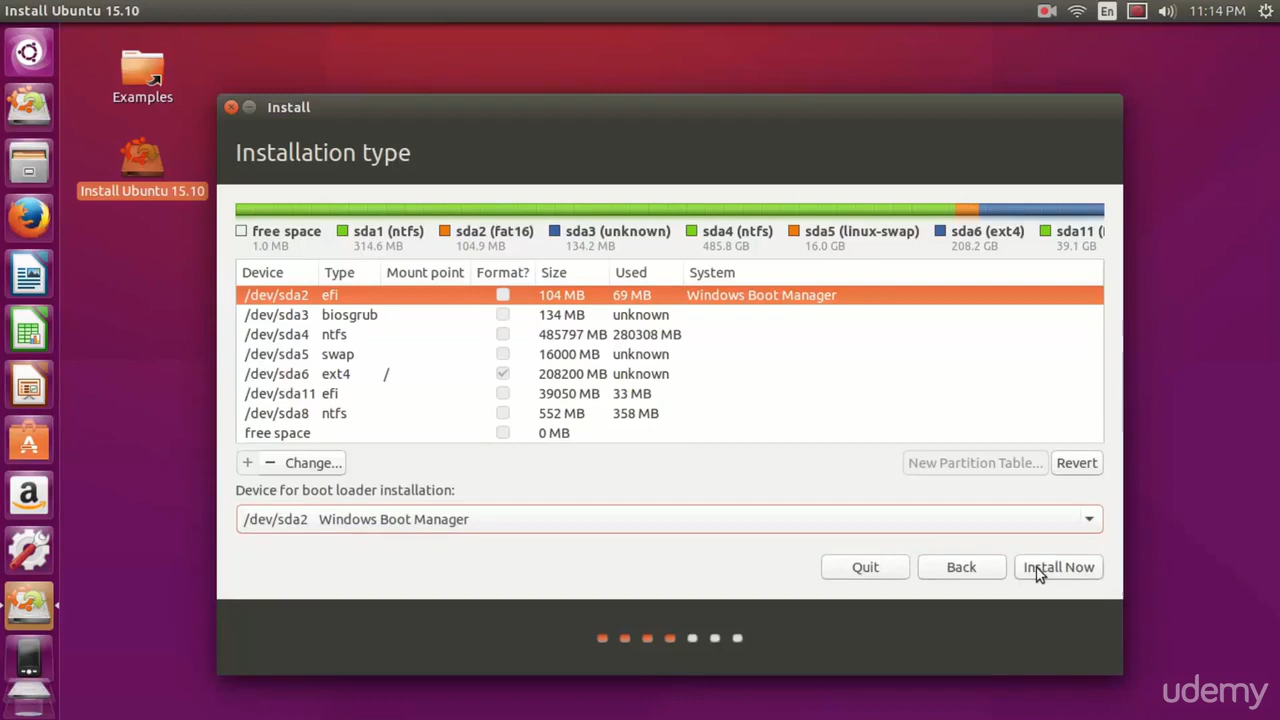 Install Ubuntu 15.10
En
11:14 PM
Examples
Install Ubuntu 15.10
Install
Installation type
free space sda1 (ntfs) sda2 (fat16) sda3 (unknown) sda4 (ntfs) sda5 (linux-swap) sda6 (ext4) sda11 (
1.0 MB 314.6 MB 104.9 MB 134.2 MB 485.8 GB 16.0 GB 208.2 GB 39.1 GB
Device Type Mount point Format? Size Used System
/dev/sda2 efi 104 MB 69 MB Windows Boot Manager
/dev/sda3 biosgrub 134 MB unknown
/dev/sda4 ntfs 485797 MB 280308 MB
/dev/sda5 swap 16000 MB unknown
/dev/sda6 ext4 / 208200 MB unknown
/dev/sda11 efi 39050 MB 33 MB
/dev/sda8 ntfs 552 MB 358 MB
free space 0 MB
+ − Change... New Partition Table... Revert
Device for boot loader installation:
/dev/sda2 Windows Boot Manager
Quit Back Install Now
udemy